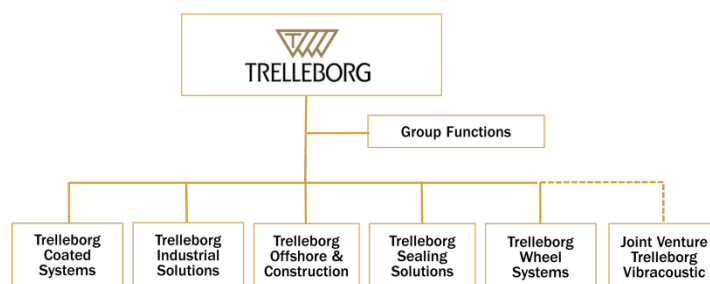 T
TRELLEBORG
Group Functions
Trelleborg
Coated
Systems
Trelleborg
Industrial
Solutions
Trelleborg
Offshore &
Construction
Trelleborg
Sealing
Solutions
Trelleborg
Wheel
Systems
Joint Venture
Trelleborg
Vibracoustic